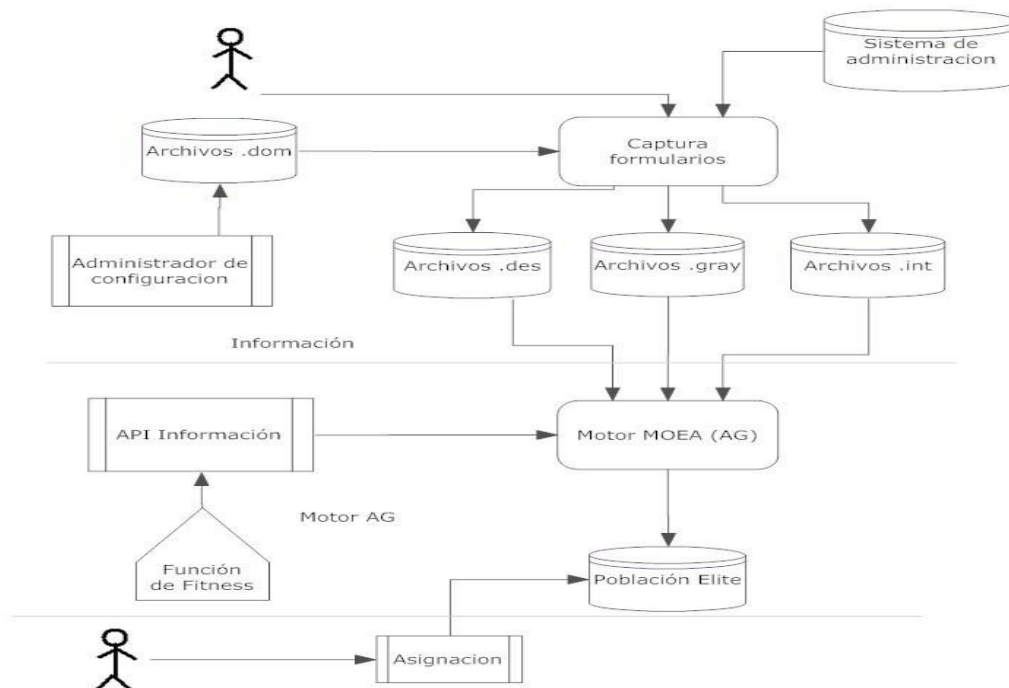 Sistema de
administracion
Archivos .dom
Captura
formularios
Administrador de
configuracion
Archivos .des
Archivos .gray
Archivos .int
Información
API Información
Motor MOEA (AG)
Motor AG
Función
de Fitness
Población Elite
Asignacion